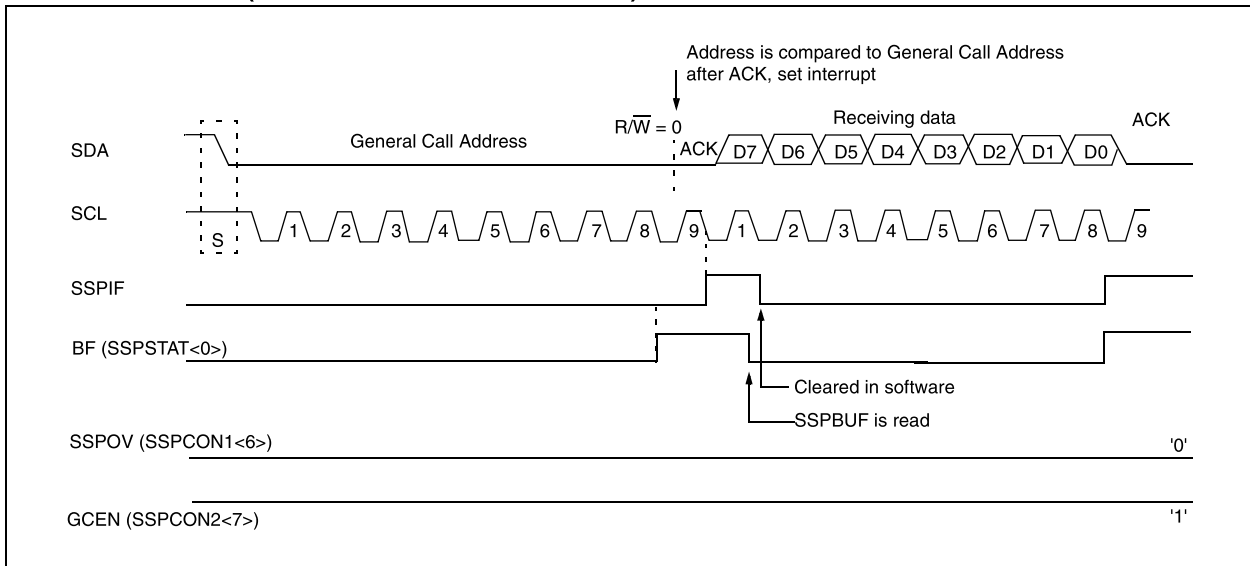 Address is compared to General Call Address
after ACK, set interrupt
R/W̅ = 0
Receiving data
ACK
SDA
General Call Address
ACK
D7 D6 D5 D4 D3 D2 D1 D0
SCL
S
1 2 3 4 5 6 7 8 9 1 2 3 4 5 6 7 8 9
SSPIF
BF (SSPSTAT<0>)
Cleared in software
SSPBUF is read
SSPOV (SSPCON1<6>)
'0'
GCEN (SSPCON2<7>)
'1'